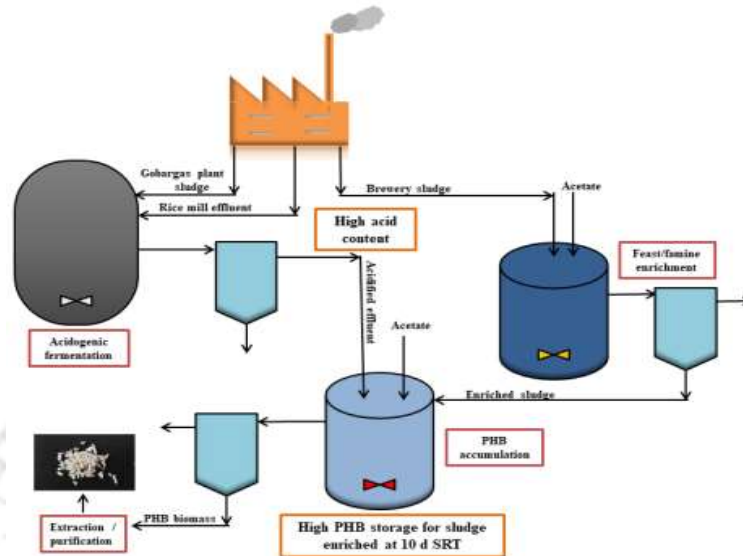 Gobargas plant
sludge
Rice mill effluent
Brewery sludge
Acetate
High acid
content
Feast/famine
enrichment
Acidified effluent
Acidogenic
fermentation
Acetate
Enriched sludge
PHB
accumulation
PHB biomass
Extraction /
purification
High PHB storage for sludge
enriched at 10 d SRT